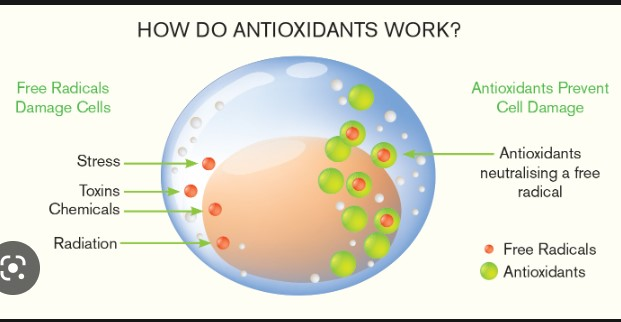 HOW DO ANTIOXIDANTS WORK?
Free Radicals
Damage Cells
Stress
Toxins
Chemicals
Radiation
Antioxidants Prevent
Cell Damage
Antioxidants
neutralising a free
radical
Free Radicals
Antioxidants